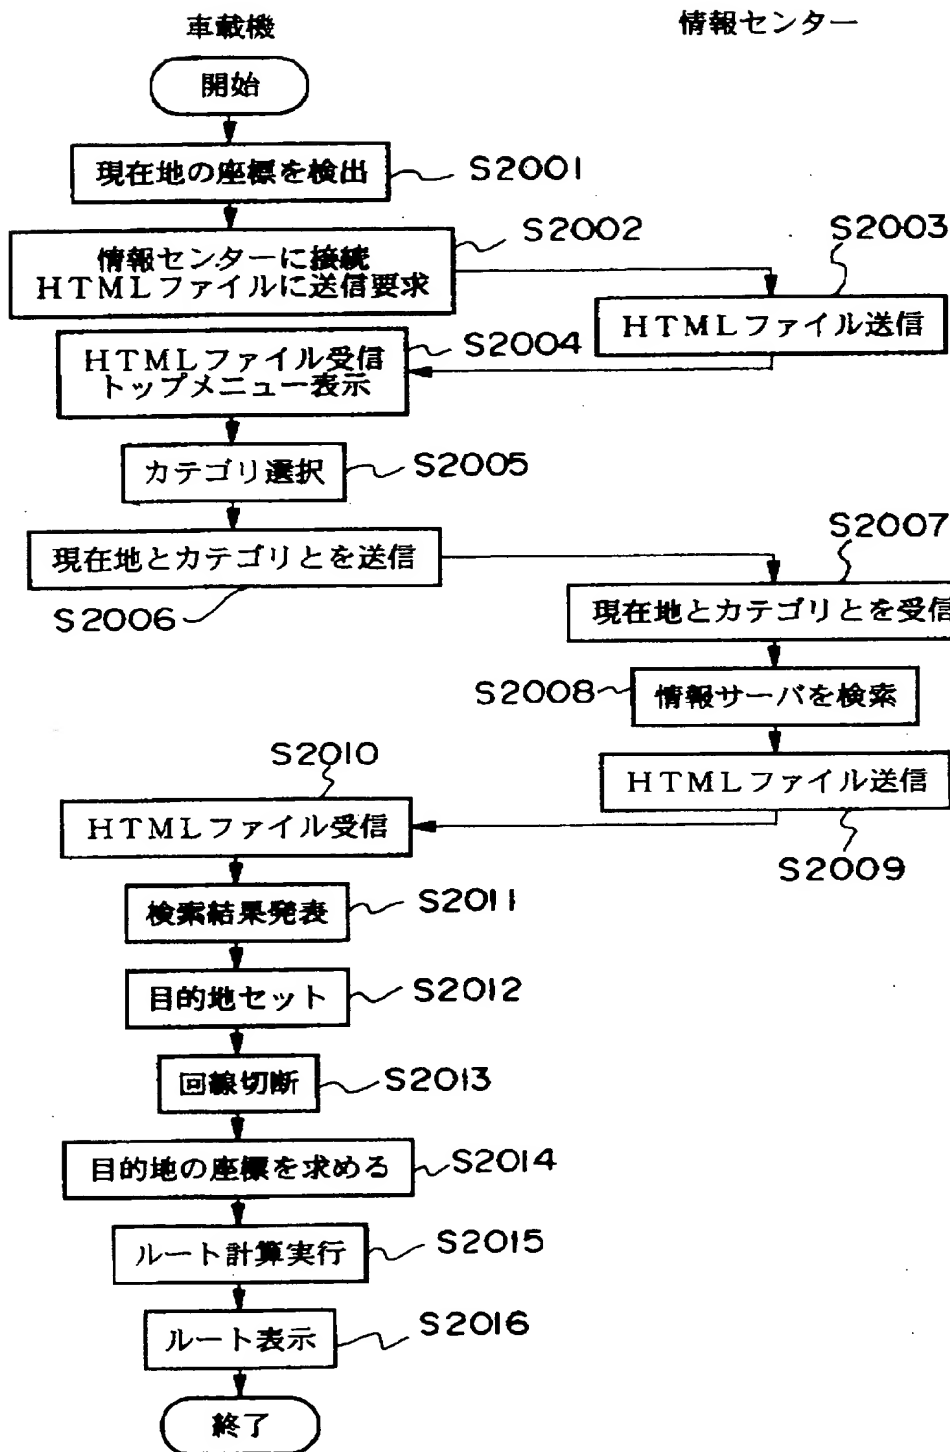 車載機
情報センター
開始
現在地の座標を検出
S2001
情報センターに接続
HTMLファイルに送信要求
S2002
S2003
HTMLファイル送信
HTMLファイル受信
トップメニュー表示
S2004
カテゴリ選択
S2005
現在地とカテゴリとを送信
S2006
S2007
現在地とカテゴリとを受信
S2008
情報サーバを検索
HTMLファイル送信
S2009
S2010
HTMLファイル受信
検索結果発表
S2011
目的地セット
S2012
回線切断
S2013
目的地の座標を求める
S2014
ルート計算実行
S2015
ルート表示
S2016
終了